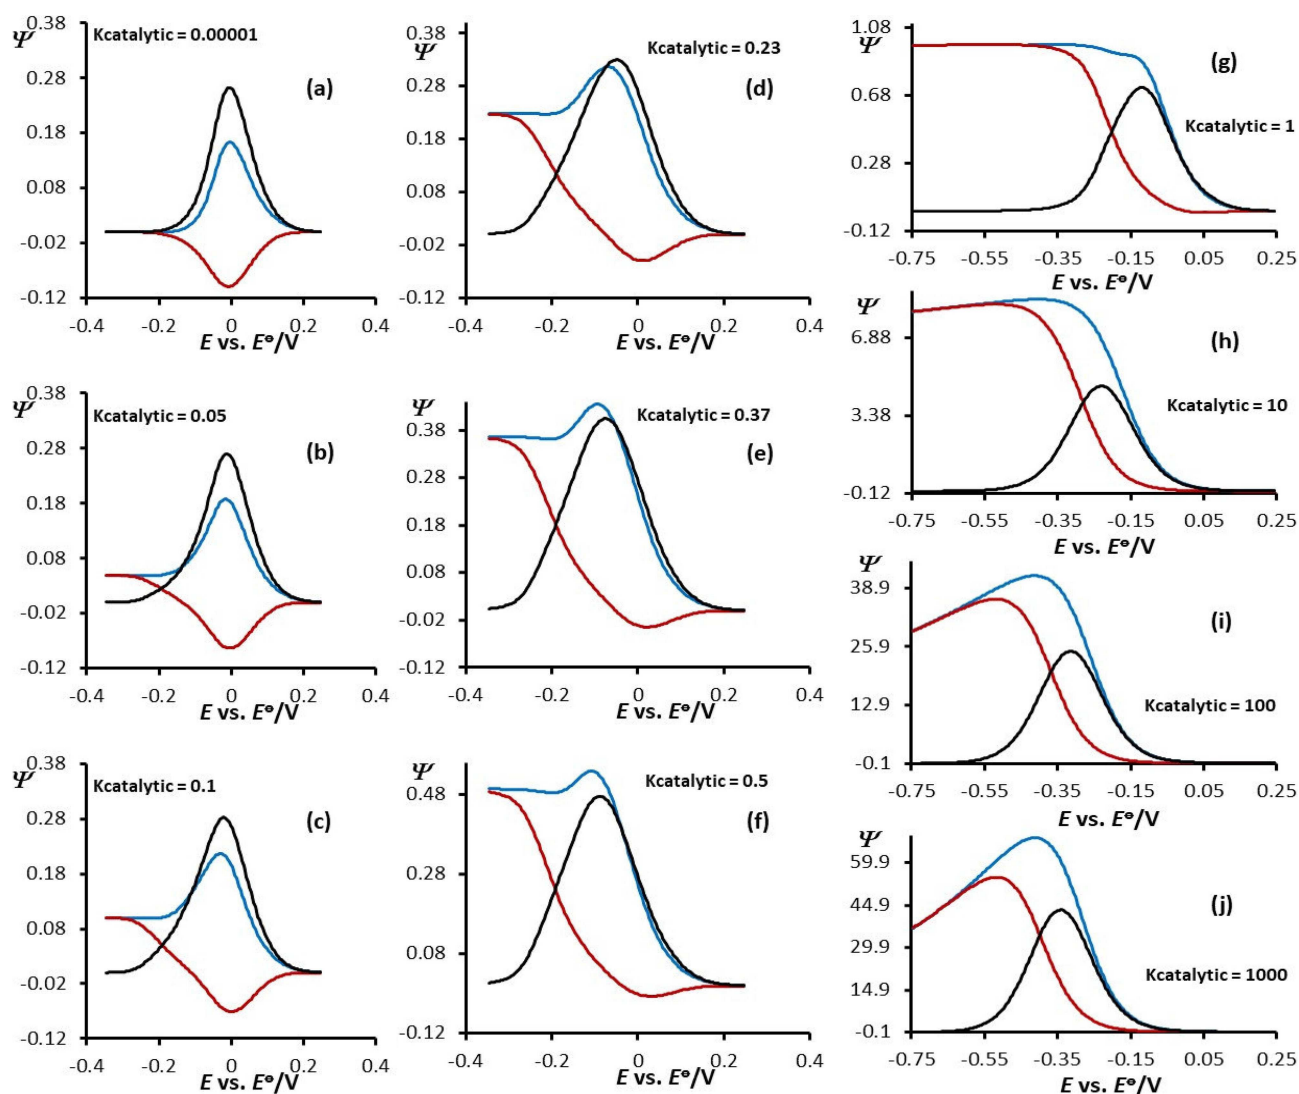 0.38
Ψ
Kcatalytic = 0.00001
0.28
(a)
0.18
0.08
-0.02
-0.12
-0.4 -0.2 0 0.2 0.4
E vs. E°/V
0.38
Ψ
Kcatalytic = 0.05
0.28
(b)
0.18
0.08
-0.02
-0.12
-0.4 -0.2 0 0.2 0.4
E vs. E°/V
0.38
Ψ
Kcatalytic = 0.1
0.28
(c)
0.18
0.08
-0.02
-0.12
-0.4 -0.2 0 0.2 0.4
E vs. E°/V
0.38
Ψ
Kcatalytic = 0.23
0.28
(d)
0.18
0.08
-0.02
-0.12
-0.4 -0.2 0 0.2 0.4
E vs. E°/V
Ψ
0.38
Kcatalytic = 0.37
0.28
(e)
0.18
0.08
-0.02
-0.12
-0.4 -0.2 0 0.2 0.4
E vs. E°/V
Ψ
0.48
Kcatalytic = 0.5
(f)
0.28
0.08
-0.12
-0.4 -0.2 0 0.2 0.4
E vs. E°/V
1.08
Ψ
(g)
0.68
Kcatalytic = 1
0.28
-0.12
-0.75 -0.55 -0.35 -0.15 0.05 0.25
E vs. E°/V
Ψ
6.88
(h)
3.38
Kcatalytic = 10
-0.12
-0.75 -0.55 -0.35 -0.15 0.05 0.25
E vs. E°/V
Ψ
38.9
(i)
25.9
12.9
Kcatalytic = 100
-0.1
-0.75 -0.55 -0.35 -0.15 0.05 0.25
E vs. E°/V
Ψ
59.9
44.9
(j)
29.9
Kcatalytic = 1000
14.9
-0.1
-0.75 -0.55 -0.35 -0.15 0.05 0.25
E vs. E°/V